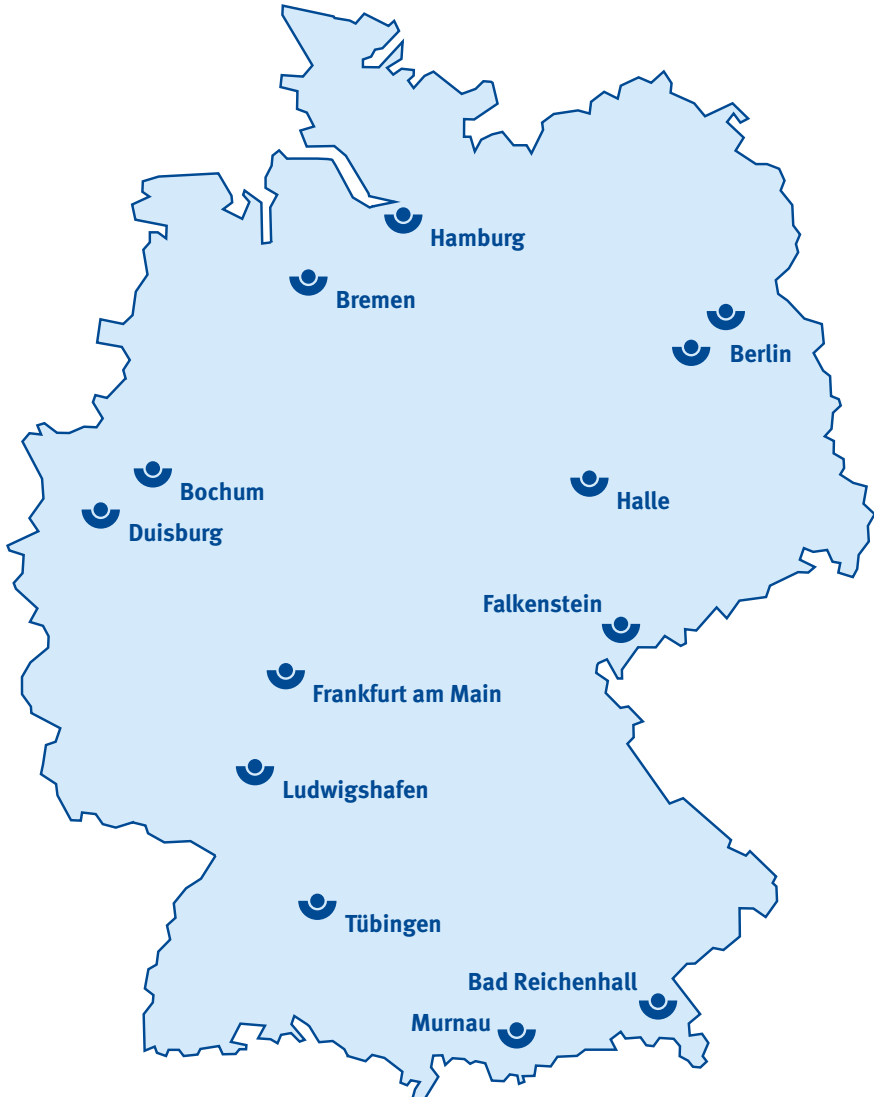 Hamburg
Bremen
Berlin
Bochum
Halle
Duisburg
Falkenstein
Frankfurt am Main
Ludwigshafen
Tübingen
Bad Reichenhall
Murnau